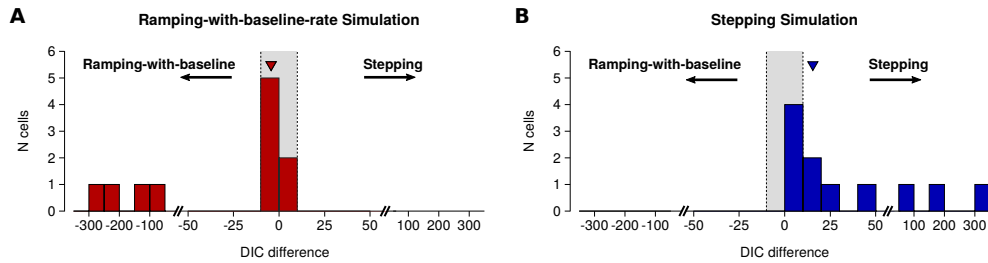 A
Ramping-with-baseline-rate Simulation
Ramping-with-baseline
Stepping
N cells
6
5
4
3
2
1
0
-300 -200 -100 -50 -25 0 25 50 100 200 300
DIC difference
B
Stepping Simulation
Ramping-with-baseline
Stepping
N cells
6
5
4
3
2
1
0
-300 -200 -100 -50 -25 0 25 50 100 200 300
DIC difference